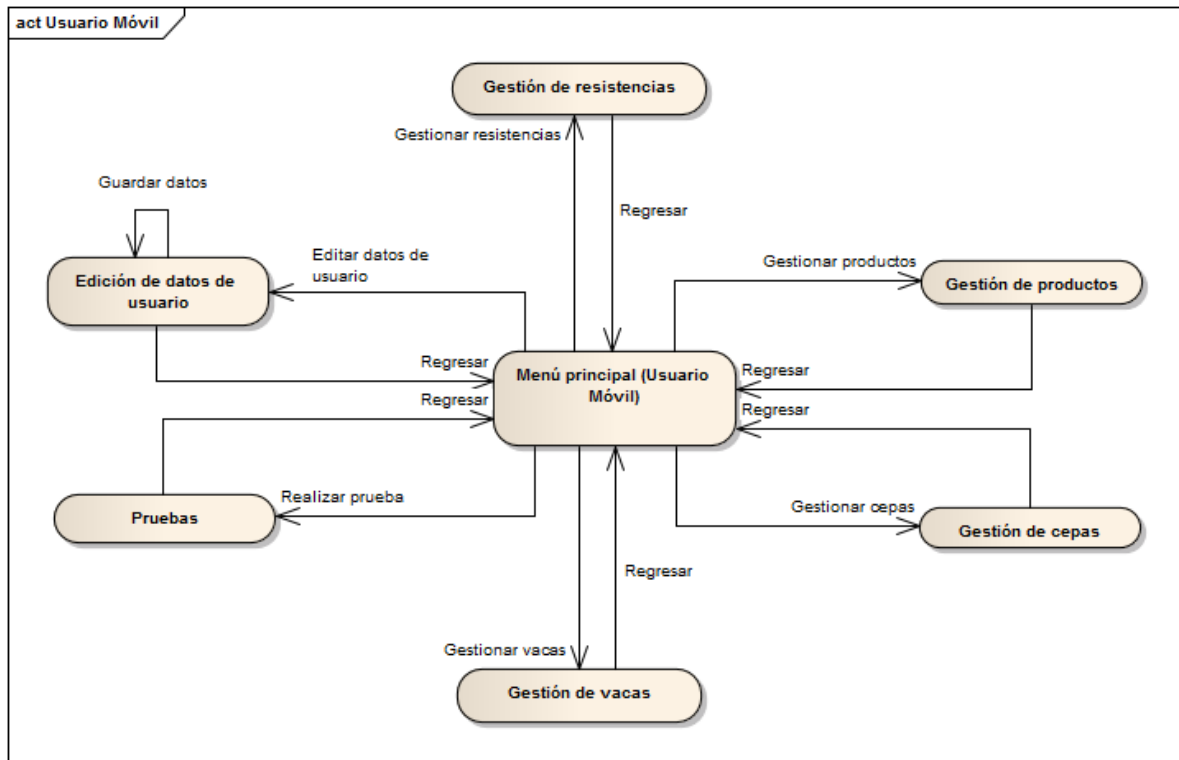 act Usuario Móvil
Gestión de resistencias
Gestionar resistencias
Guardar datos
Regresar
Editar datos de
usuario
Gestionar productos
Edición de datos de
usuario
Gestión de productos
Regresar
Menú principal (Usuario
Móvil)
Regresar
Regresar
Regresar
Realizar prueba
Pruebas
Gestionar cepas
Gestión de cepas
Regresar
Gestionar vacas
Gestión de vacas